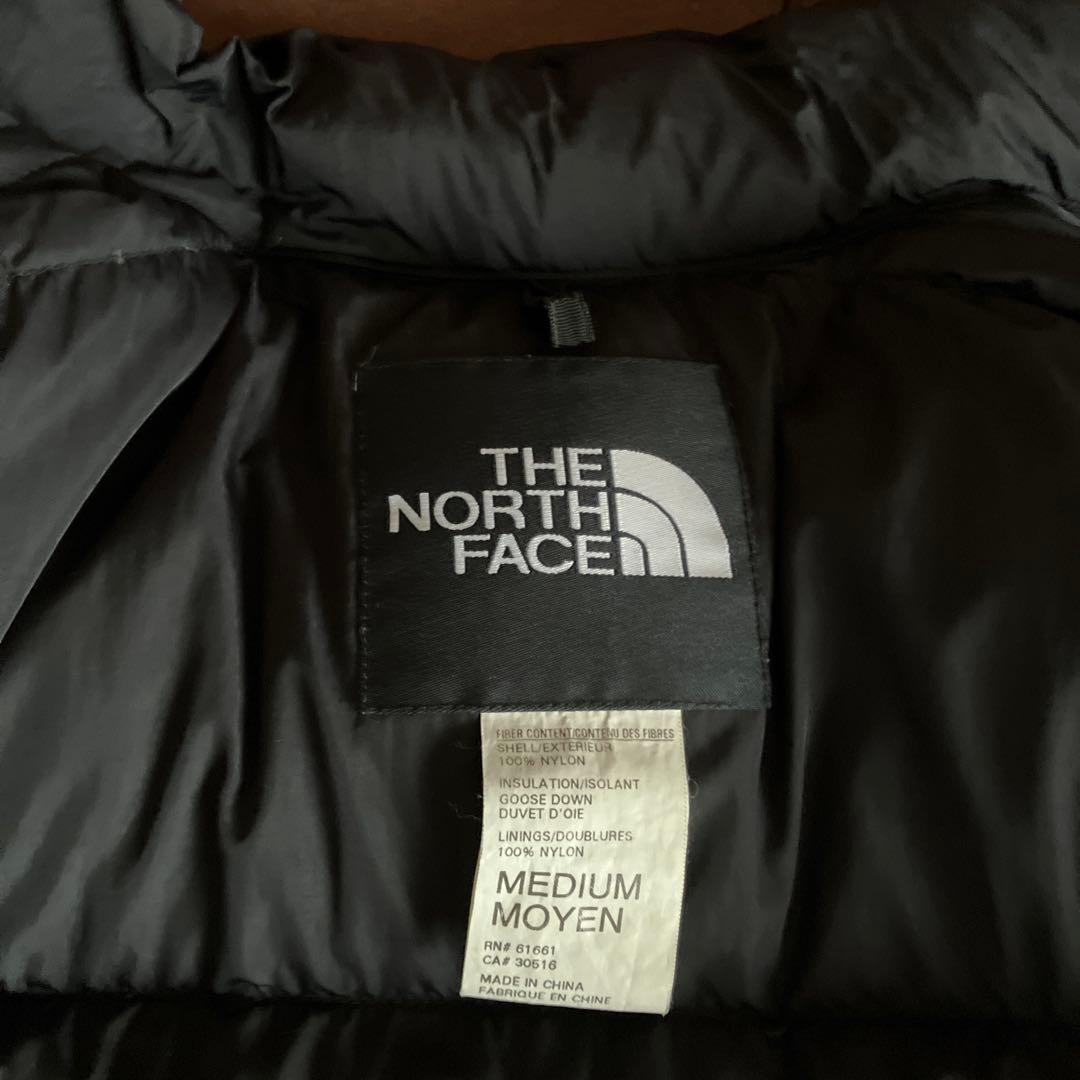 THE
NORTH
FACE
FIBER CONTENT/CONTENU DES FIBRES
SHELL/EXTERIEUR
100% NYLON
INSULATION/ISOLANT
GOOSE DOWN
DUVET D'OIE
LININGS/DOUBLURES
100% NYLON
MEDIUM
MOYEN
RN# 61661
CA# 30516
MADE IN CHINA
FABRIQUE EN CHINE